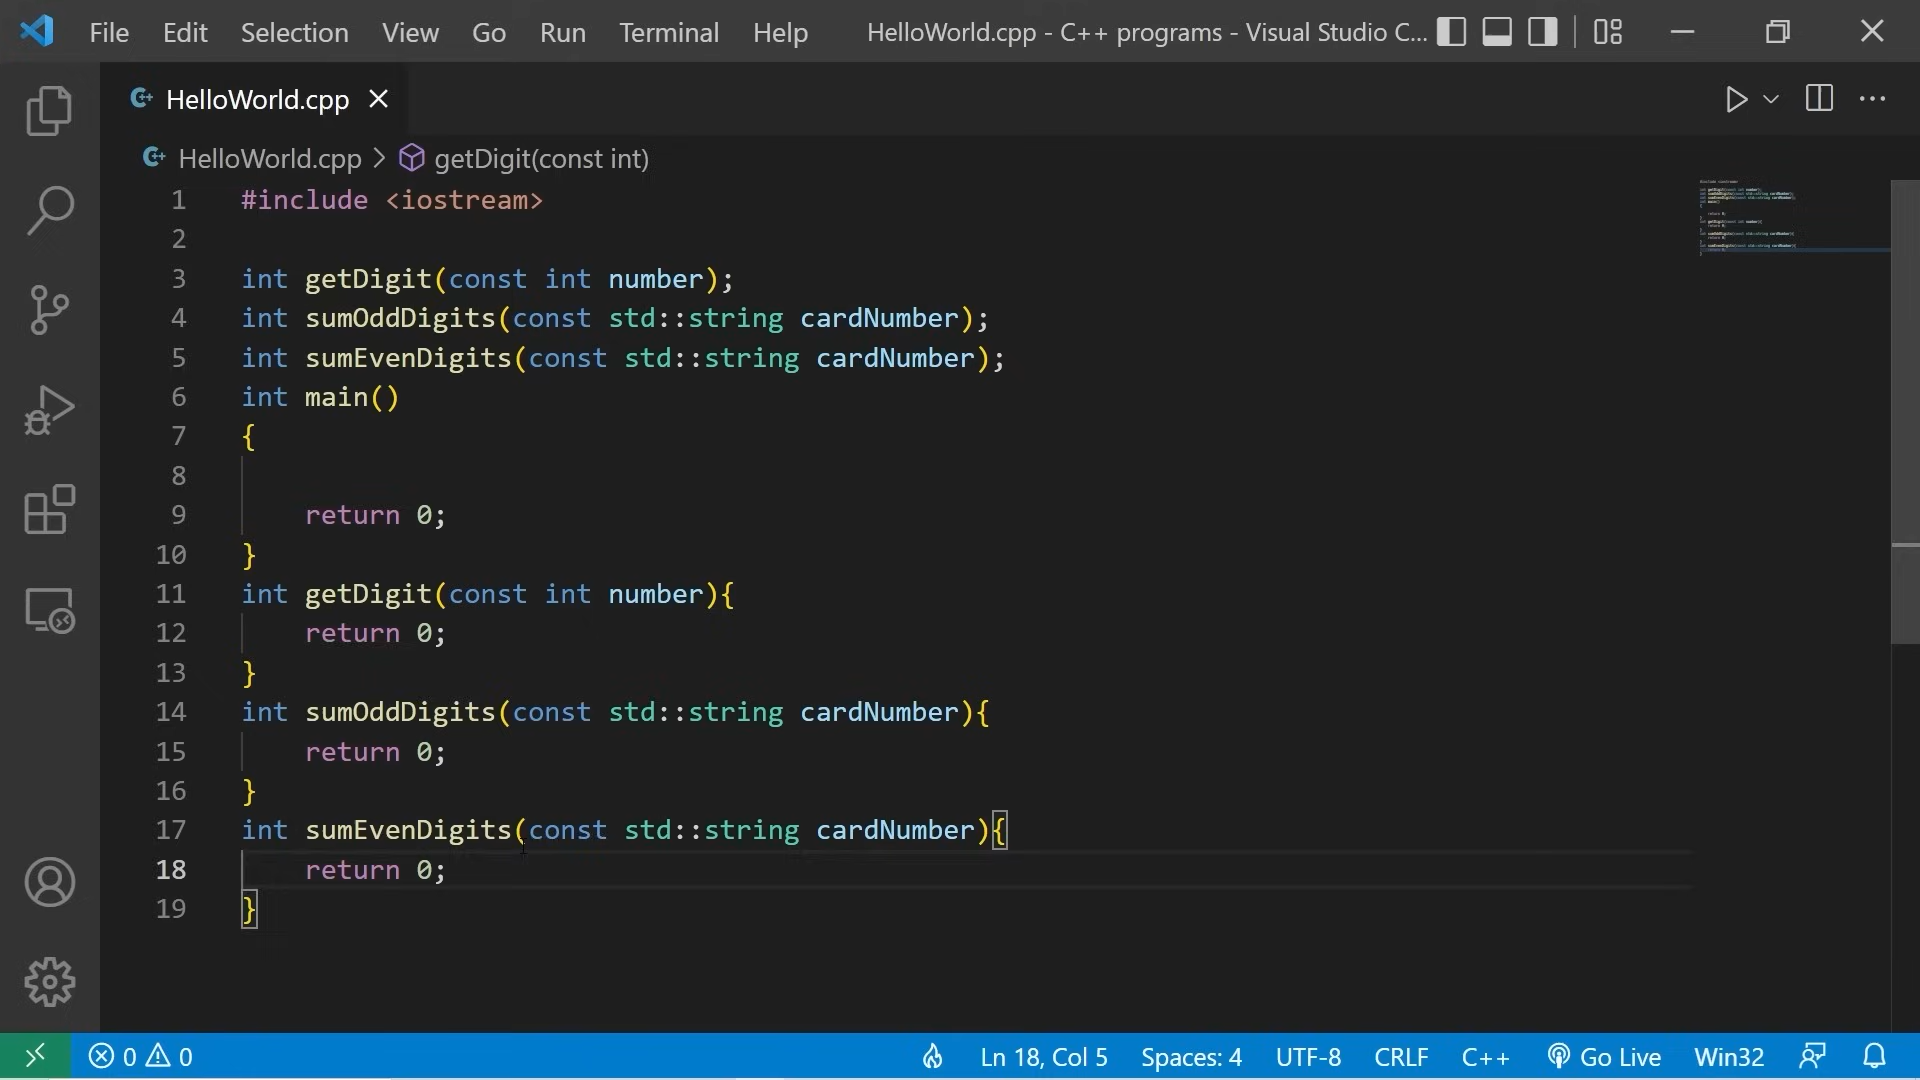 File Edit Selection View Go Run Terminal Help HelloWorld.cpp - C++ programs - Visual Studio C...
HelloWorld.cpp
HelloWorld.cpp > getDigit(const int)
1 #include <iostream>
2
3 int getDigit(const int number);
4 int sumOddDigits(const std::string cardNumber);
5 int sumEvenDigits(const std::string cardNumber);
6 int main()
7 {
8
9     return 0;
10 }
11 int getDigit(const int number){
12     return 0;
13 }
14 int sumOddDigits(const std::string cardNumber){
15     return 0;
16 }
17 int sumEvenDigits(const std::string cardNumber){
18     return 0;
19 }
0 0 Ln 18, Col 5 Spaces: 4 UTF-8 CRLF C++ Go Live Win32